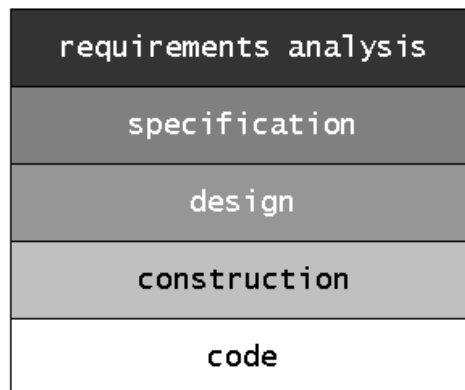 requirements analysis
specification
design
construction
code